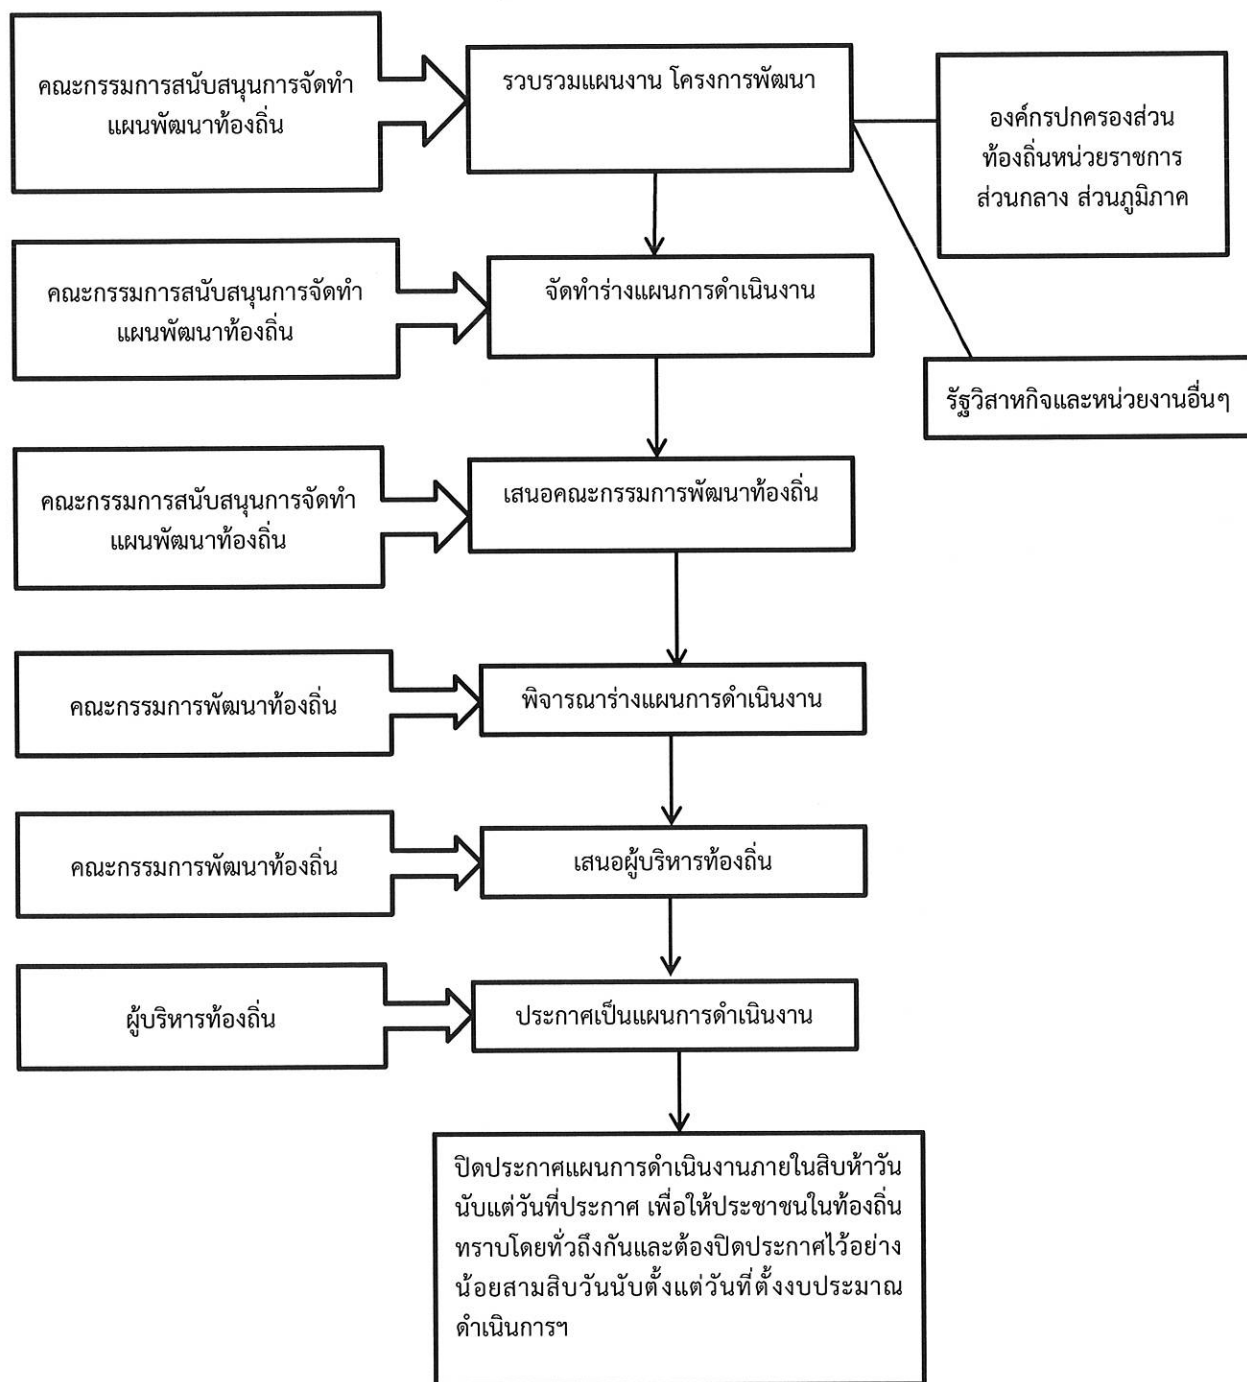 คณะกรรมการสนับสนุนการจัดทำ
แผนพัฒนาท้องถิ่น
รวบรวมแผนงาน โครงการพัฒนา
องค์กรปกครองส่วน
ท้องถิ่นหน่วยราชการ
ส่วนกลาง ส่วนภูมิภาค
คณะกรรมการสนับสนุนการจัดทำ
แผนพัฒนาท้องถิ่น
จัดทำร่างแผนการดำเนินงาน
รัฐวิสาหกิจและหน่วยงานอื่นๆ
คณะกรรมการสนับสนุนการจัดทำ
แผนพัฒนาท้องถิ่น
เสนอคณะกรรมการพัฒนาท้องถิ่น
คณะกรรมการพัฒนาท้องถิ่น
พิจารณาร่างแผนการดำเนินงาน
คณะกรรมการพัฒนาท้องถิ่น
เสนอผู้บริหารท้องถิ่น
ผู้บริหารท้องถิ่น
ประกาศเป็นแผนการดำเนินงาน
ปิดประกาศแผนการดำเนินงานภายในสิบห้าวัน
นับแต่วันที่ประกาศ เพื่อให้ประชาชนในท้องถิ่น
ทราบโดยทั่วถึงกันและต้องปิดประกาศไว้อย่าง
น้อยสามสิบวันนับตั้งแต่วันที่ตั้งงบประมาณ
ดำเนินการฯ